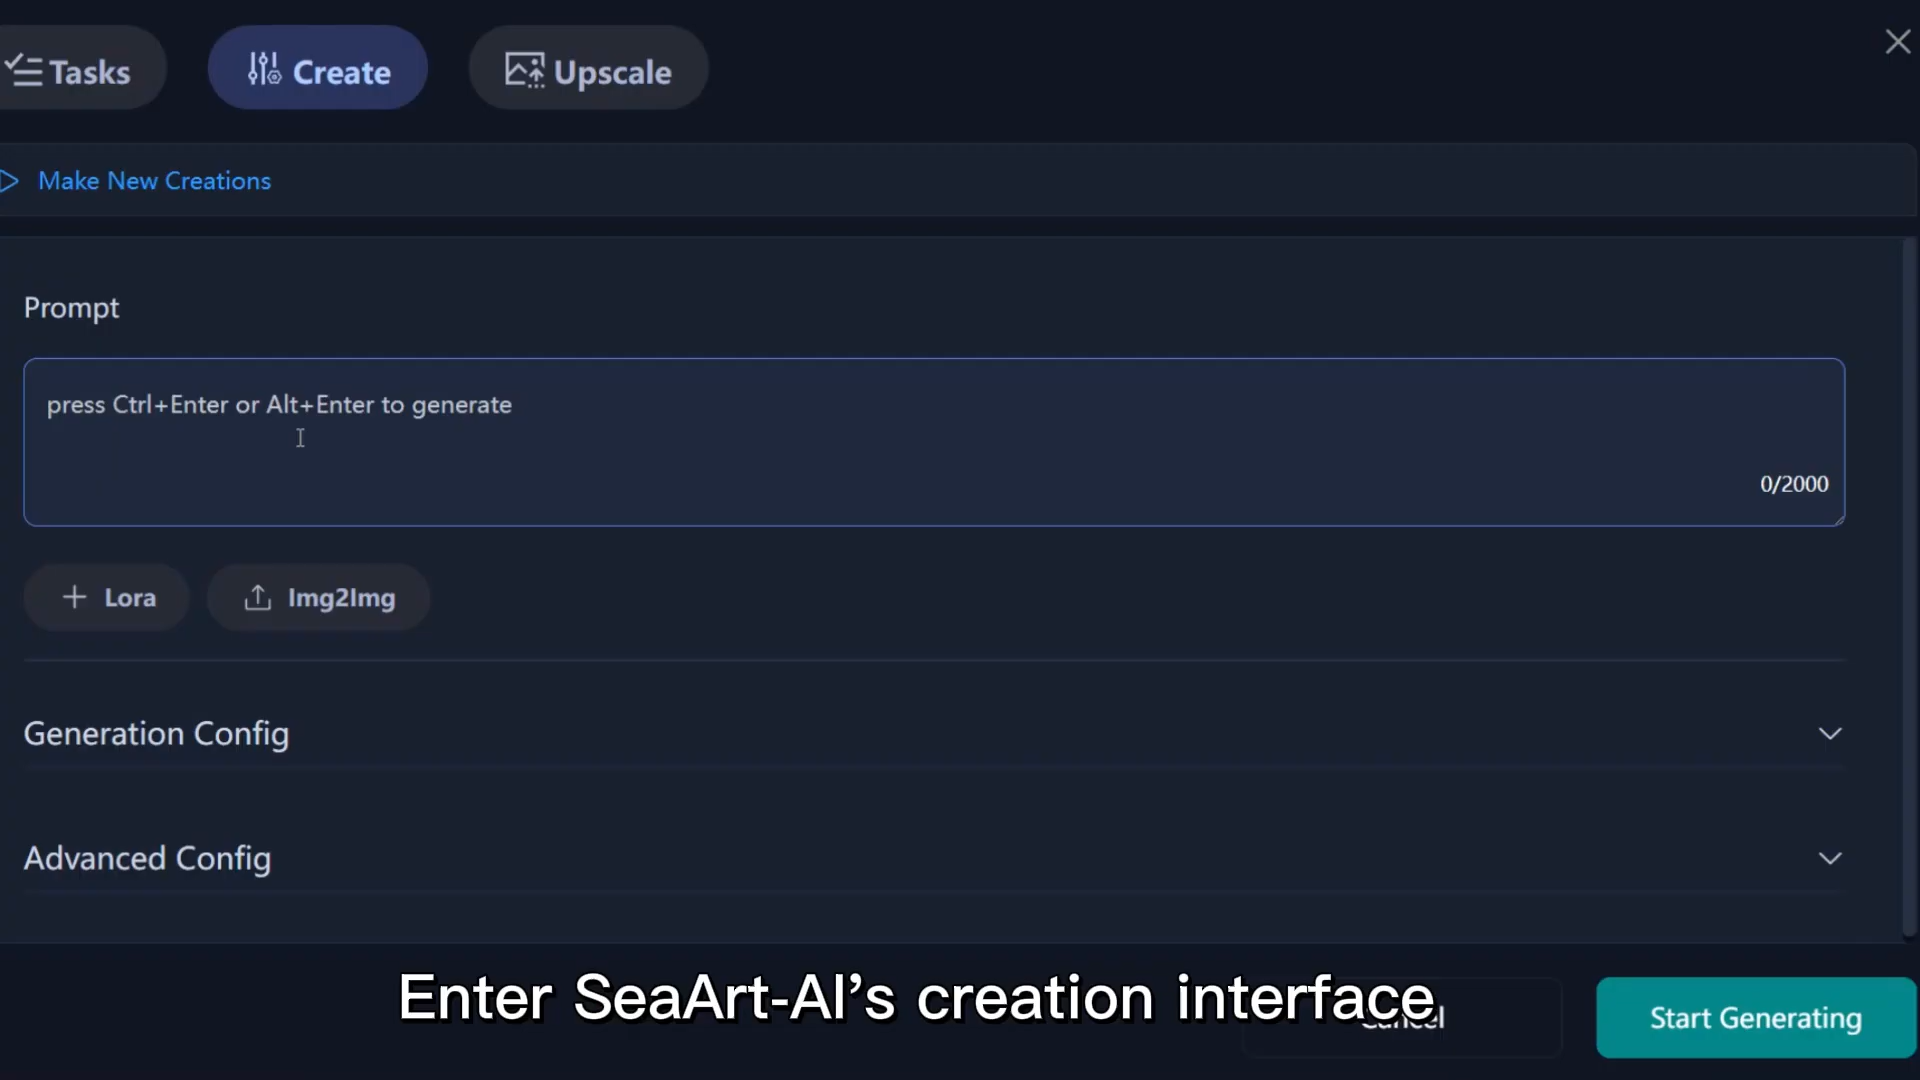 Tasks
Create
Upscale
Make New Creations
Prompt
press Ctrl+Enter or Alt+Enter to generate
0/2000
Lora
Img2Img
Generation Config
Advanced Config
Enter SeaArt-AI’s creation interface
Cancel
Start Generating